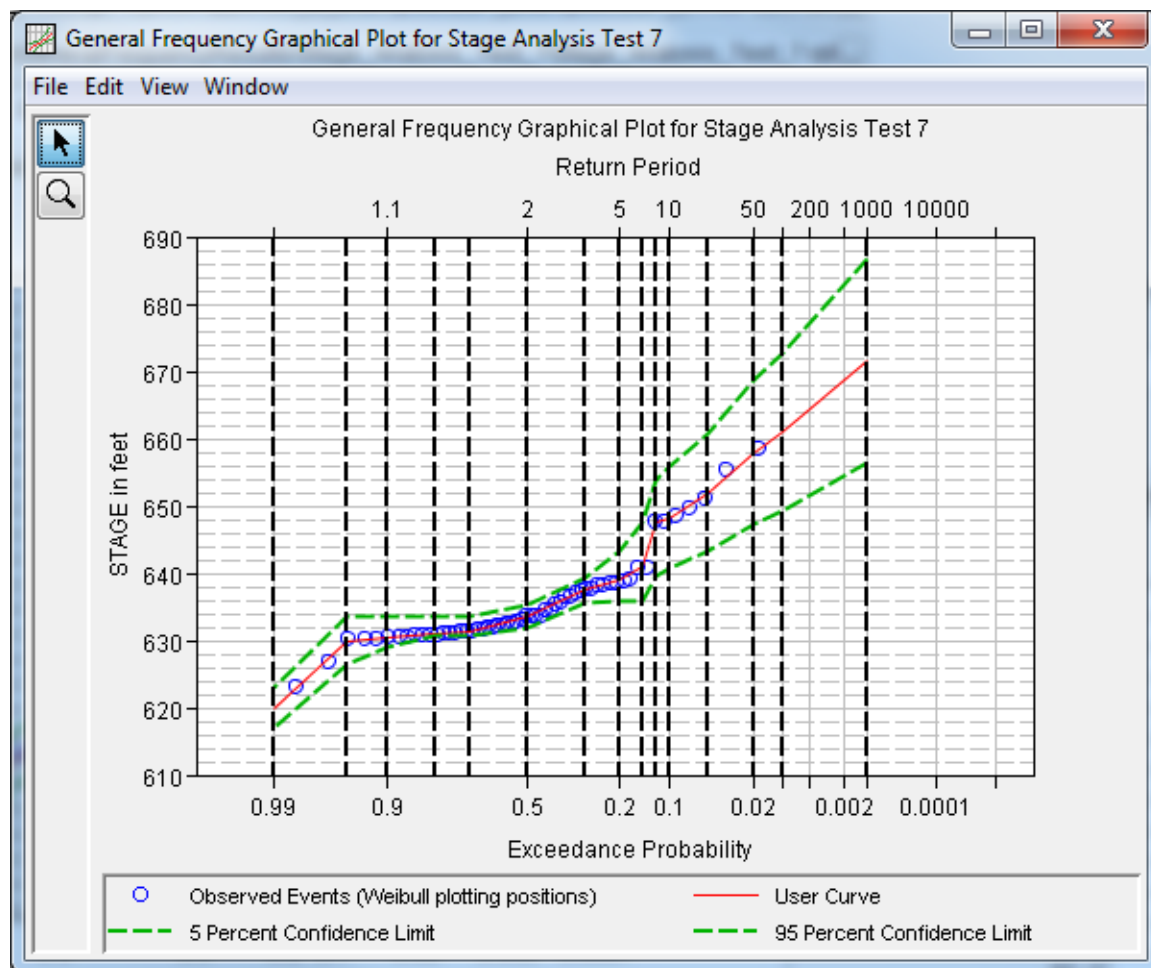 General Frequency Graphical Plot for Stage Analysis Test 7
File Edit View Window
General Frequency Graphical Plot for Stage Analysis Test 7
Return Period
1.1 2 5 10 50 200 1000 10000
690
680
670
660
650
640
630
620
610
STAGE in feet
0.99 0.9 0.5 0.2 0.1 0.02 0.002 0.0001
Exceedance Probability
Observed Events (Weibull plotting positions) User Curve
5 Percent Confidence Limit 95 Percent Confidence Limit